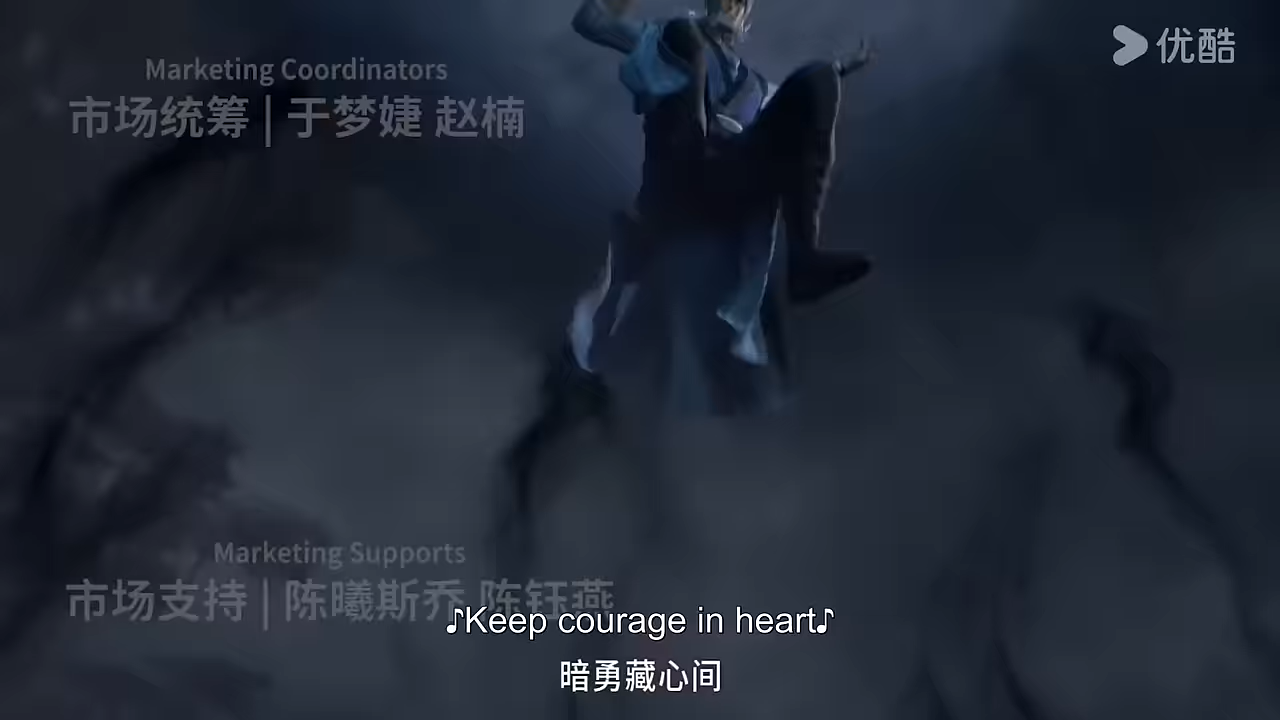 优酷
Marketing Coordinators
市场统筹 | 于梦婕 赵楠
Marketing Supports
市场支持 | 陈曦斯乔 陈钰燕
♪Keep courage in heart♪
暗勇藏心间